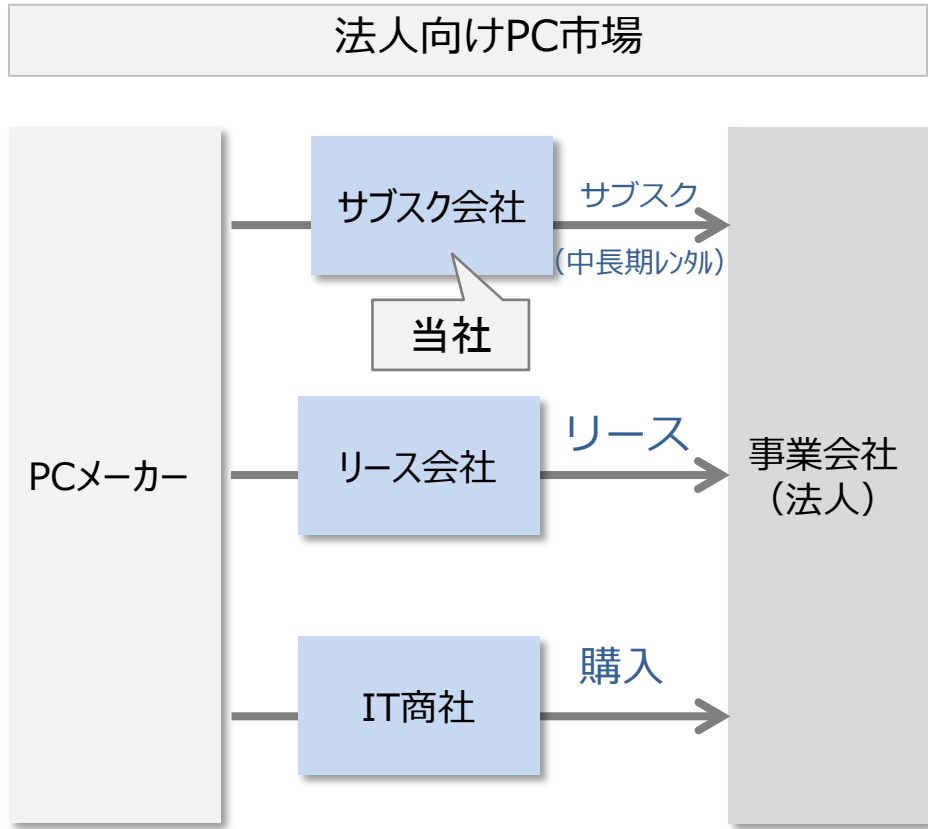 法人向けPC市場
サブスク会社
サブスク
（中長期ﾚﾝﾀﾙ）
当社
PCメーカー
リース会社
リース
事業会社
（法人）
IT商社
購入